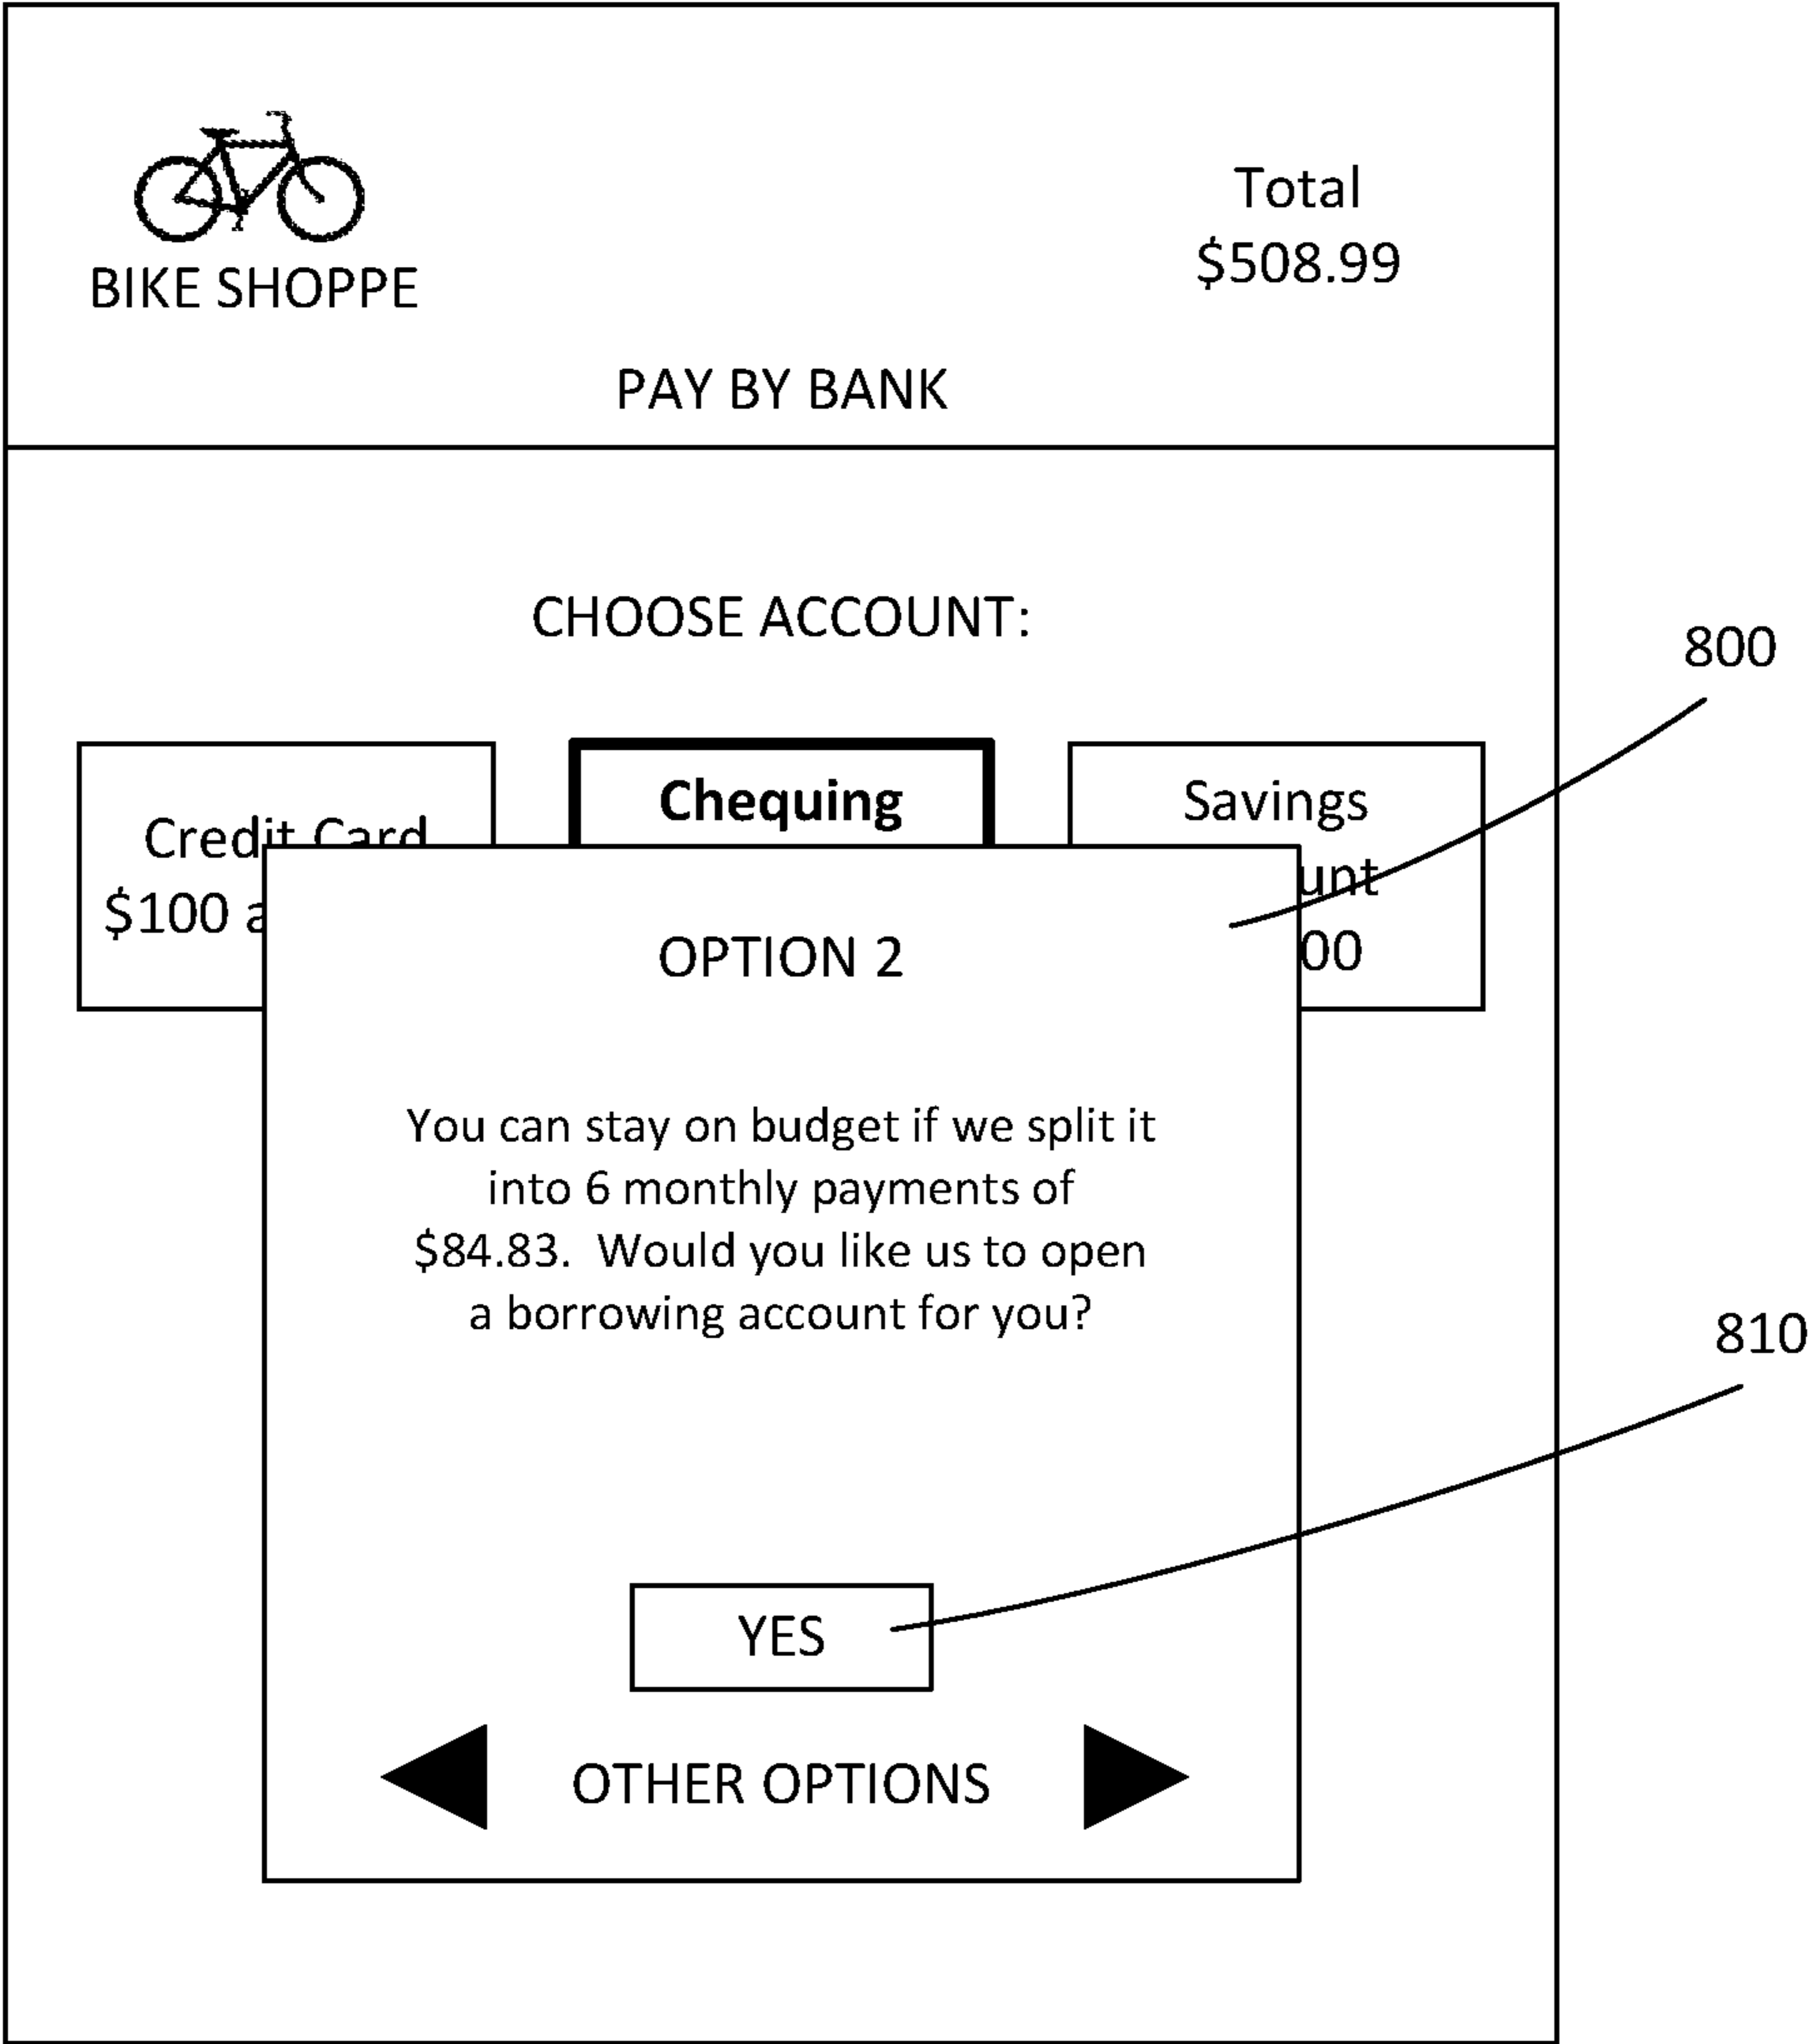 Total
$508.99
BIKE SHOPPE
PAY BY BANK
CHOOSE ACCOUNT:
800
Credit Card
$100
Chequing
Savings
unt
00
OPTION 2
You can stay on budget if we split it
into 6 monthly payments of
$84.83. Would you like us to open
a borrowing account for you?
810
YES
OTHER OPTIONS